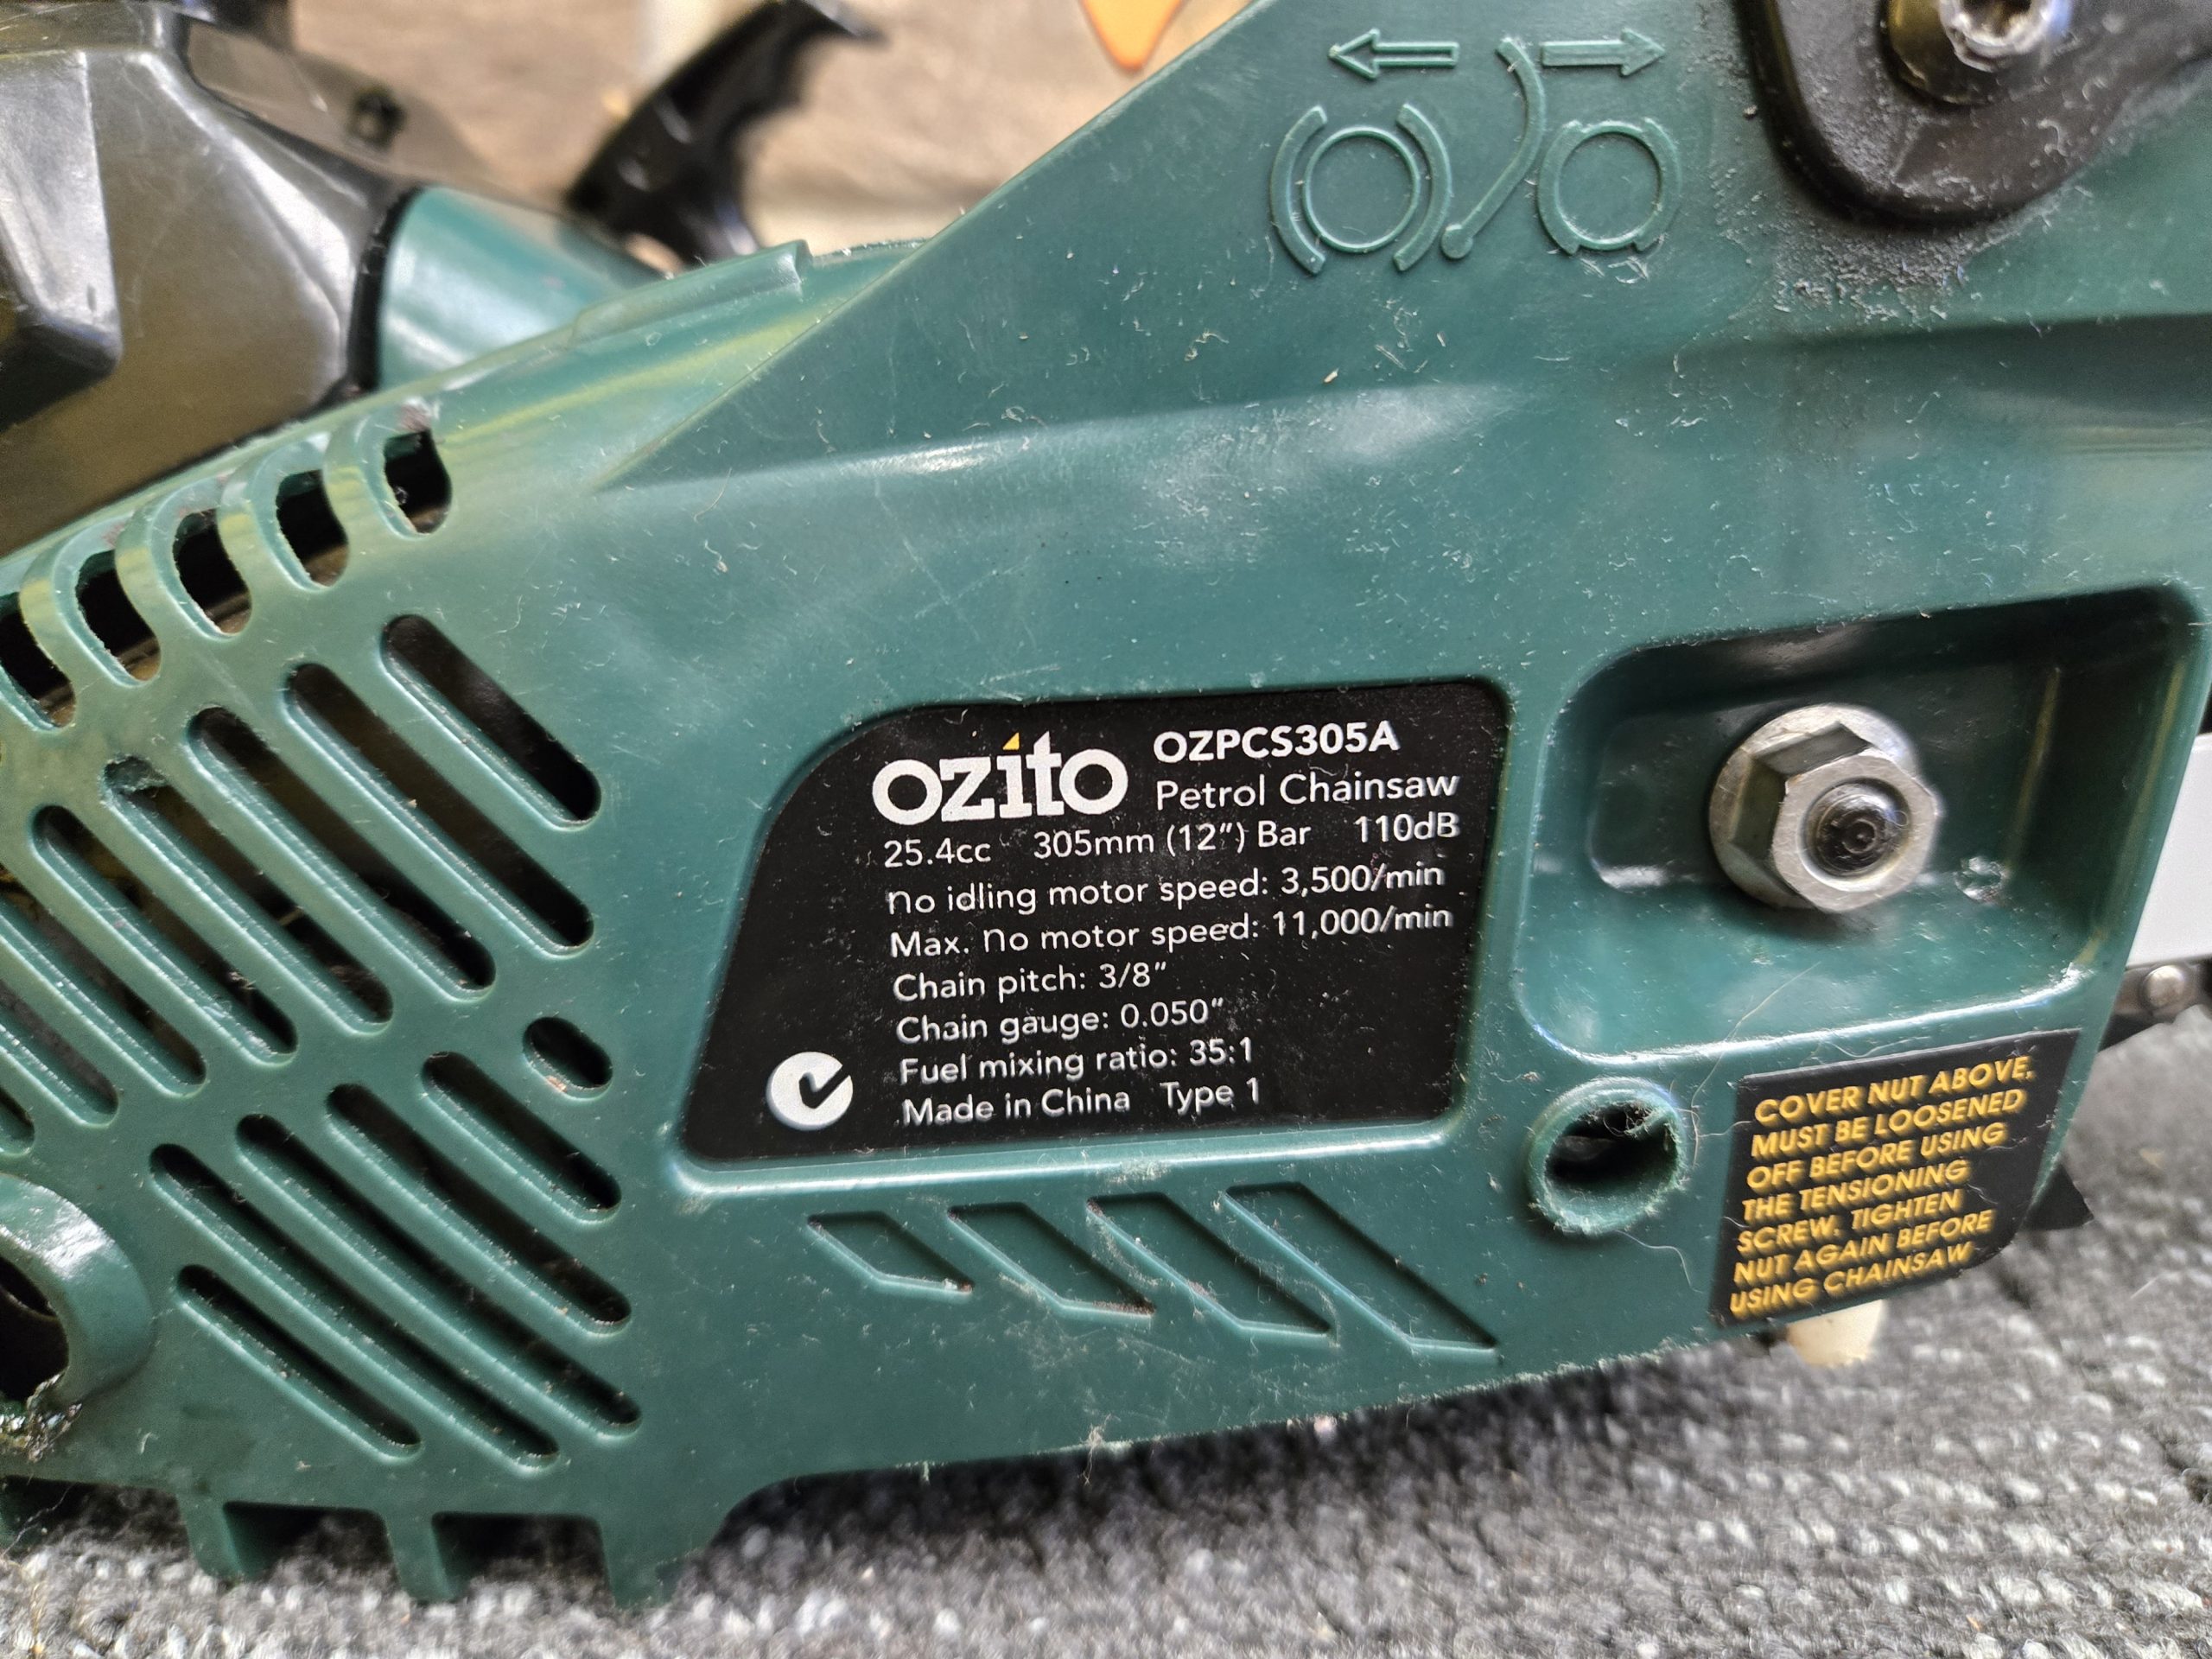 ozito OZPCS305A
Petrol Chainsaw
25.4cc 305mm (12") Bar 110dB
no idling motor speed: 3,500/min
Max. no motor speed: 11,000/min
Chain pitch: 3/8"
Chain gauge: 0.050"
Fuel mixing ratio: 35:1
Made in China Type 1
COVER NUT ABOVE,
MUST BE LOOSENED
OFF BEFORE USING
THE TENSIONING
SCREW, TIGHTEN
NUT AGAIN BEFORE
USING CHAINSAW